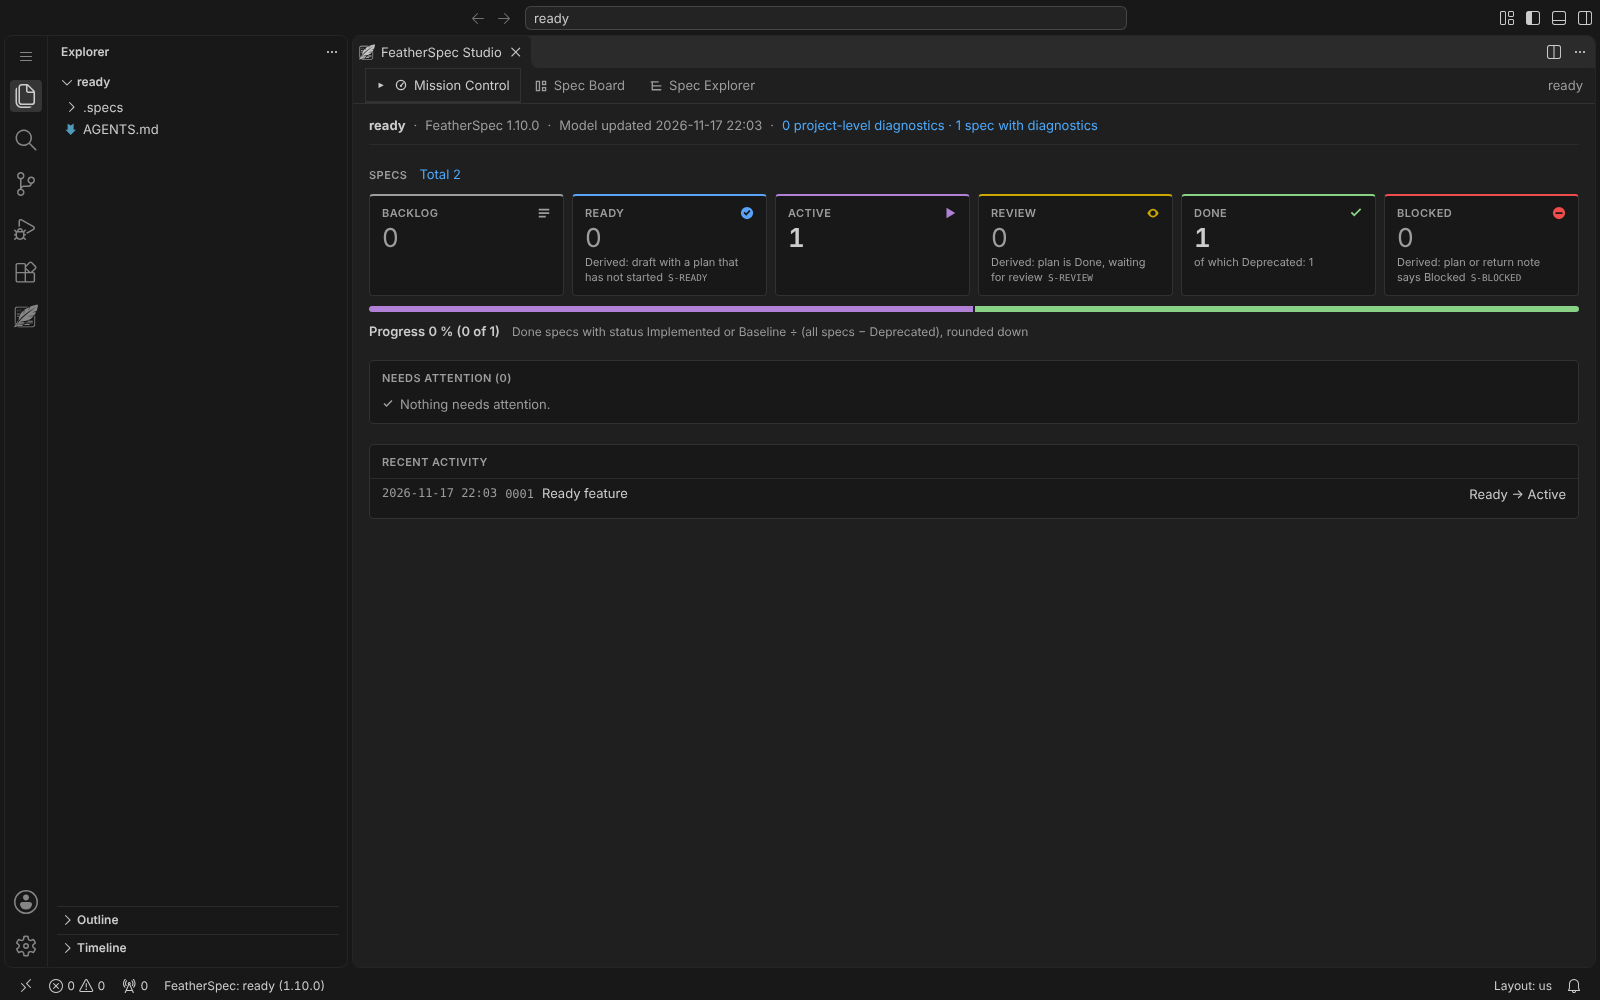 ready
Explorer
ready
.specs
AGENTS.md
Outline
Timeline
FeatherSpec Studio
Mission Control
Spec Board
Spec Explorer
ready
ready · FeatherSpec 1.10.0 · Model updated 2026-11-17 22:03 · 0 project-level diagnostics · 1 spec with diagnostics
SPECS Total 2
BACKLOG
0
READY
0
Derived: draft with a plan that
has not started S-READY
ACTIVE
1
REVIEW
0
Derived: plan is Done, waiting
for review S-REVIEW
DONE
1
of which Deprecated: 1
BLOCKED
0
Derived: plan or return note
says Blocked S-BLOCKED
Progress 0 % (0 of 1) Done specs with status Implemented or Baseline ÷ (all specs − Deprecated), rounded down
NEEDS ATTENTION (0)
Nothing needs attention.
RECENT ACTIVITY
2026-11-17 22:03 0001 Ready feature Ready → Active
0 0 0 FeatherSpec: ready (1.10.0) Layout: us